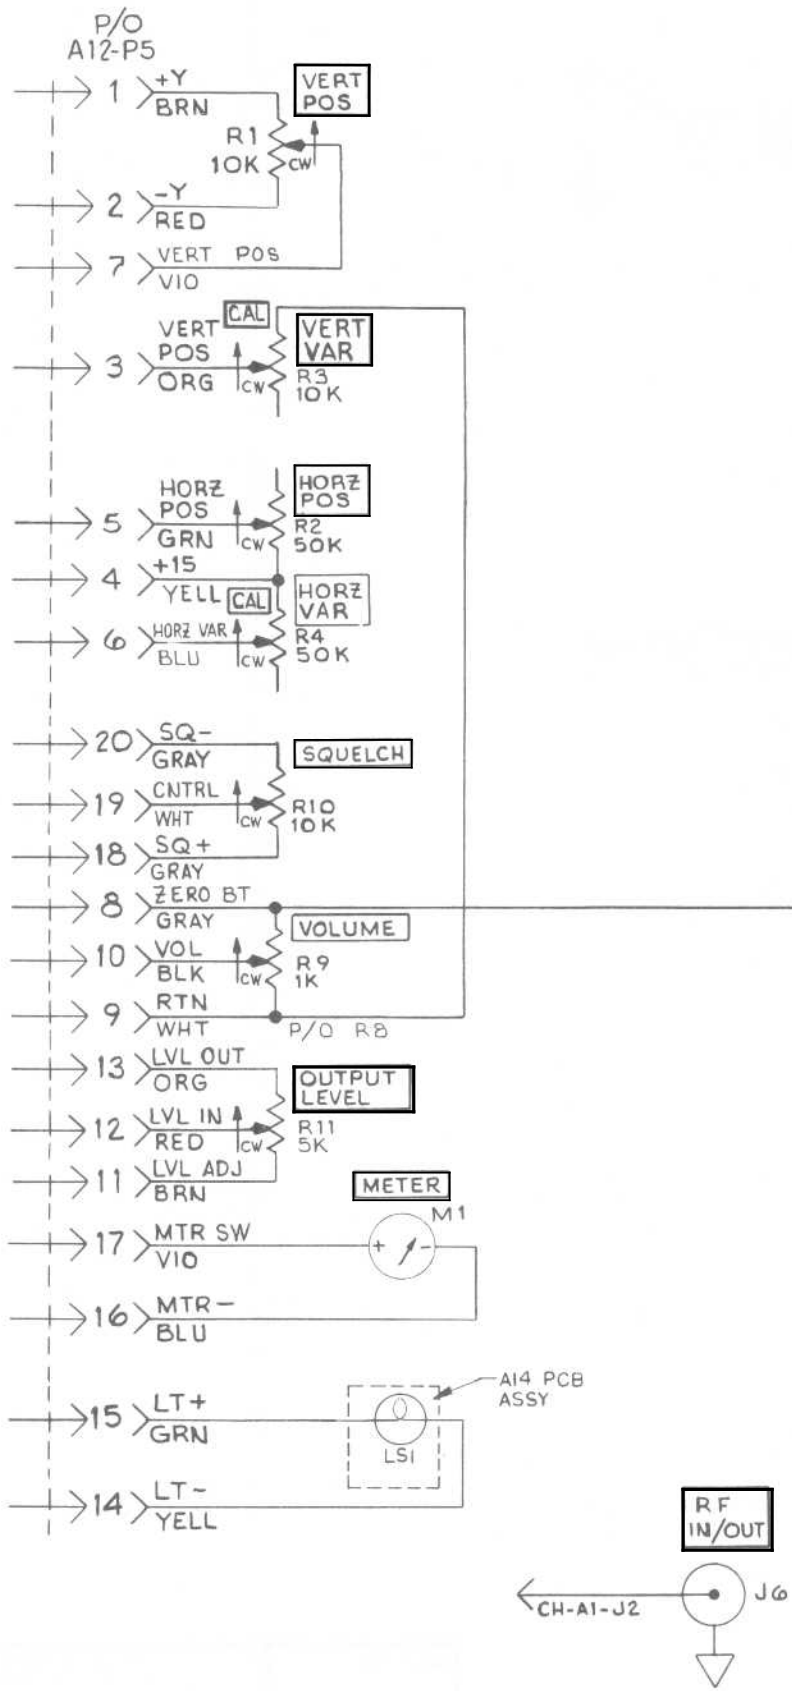 P/O
A12-P5
1 +Y
BRN
VERT
POS
R1
10K CW
2 -Y
RED
7 VERT POS
VIO
CAL
VERT
VAR
3 VERT
POS
ORG
CW
R3
10K
HORZ
POS
5 HORZ
POS
GRN
CW
R2
50K
4 +15
YELL
CAL
HORZ
VAR
6 HORZ VAR
BLU
CW
R4
50K
20 SQ-
GRAY
SQUELCH
19 CNTRL
WHT
CW
R10
10K
18 SQ+
GRAY
8 ZERO BT
GRAY
VOLUME
10 VOL
BLK
CW
R9
1K
9 RTN
WHT
P/O R8
13 LVL OUT
ORG
OUTPUT
LEVEL
12 LVL IN
RED
CW
R11
5K
11 LVL ADJ
BRN
METER
M1
17 MTR SW
VIO
+ -
16 MTR-
BLU
A14 PCB
ASSY
15 LT+
GRN
LS1
14 LT-
YELL
RF
IN/OUT
J6
CH-A1-J2